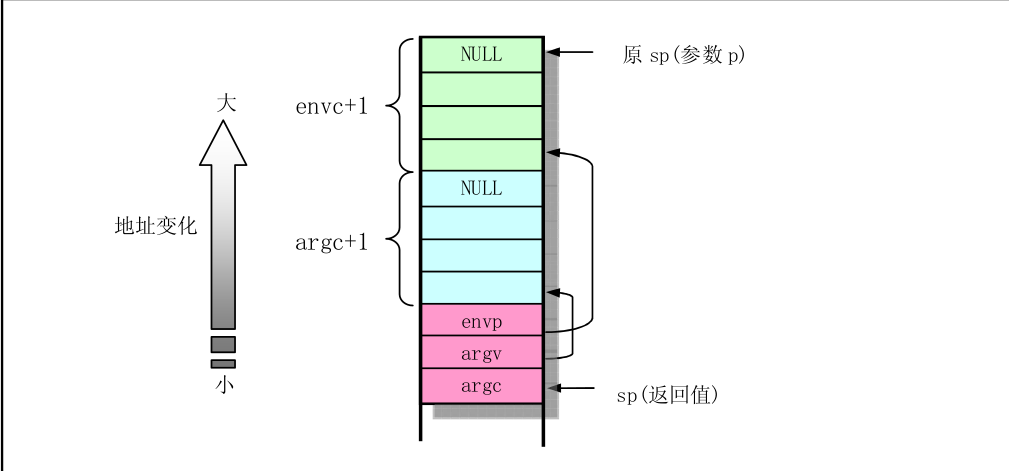 NULL
原 sp(参数 p)
大
envc+1
NULL
地址变化
argc+1
envp
argv
小
argc
sp(返回值)